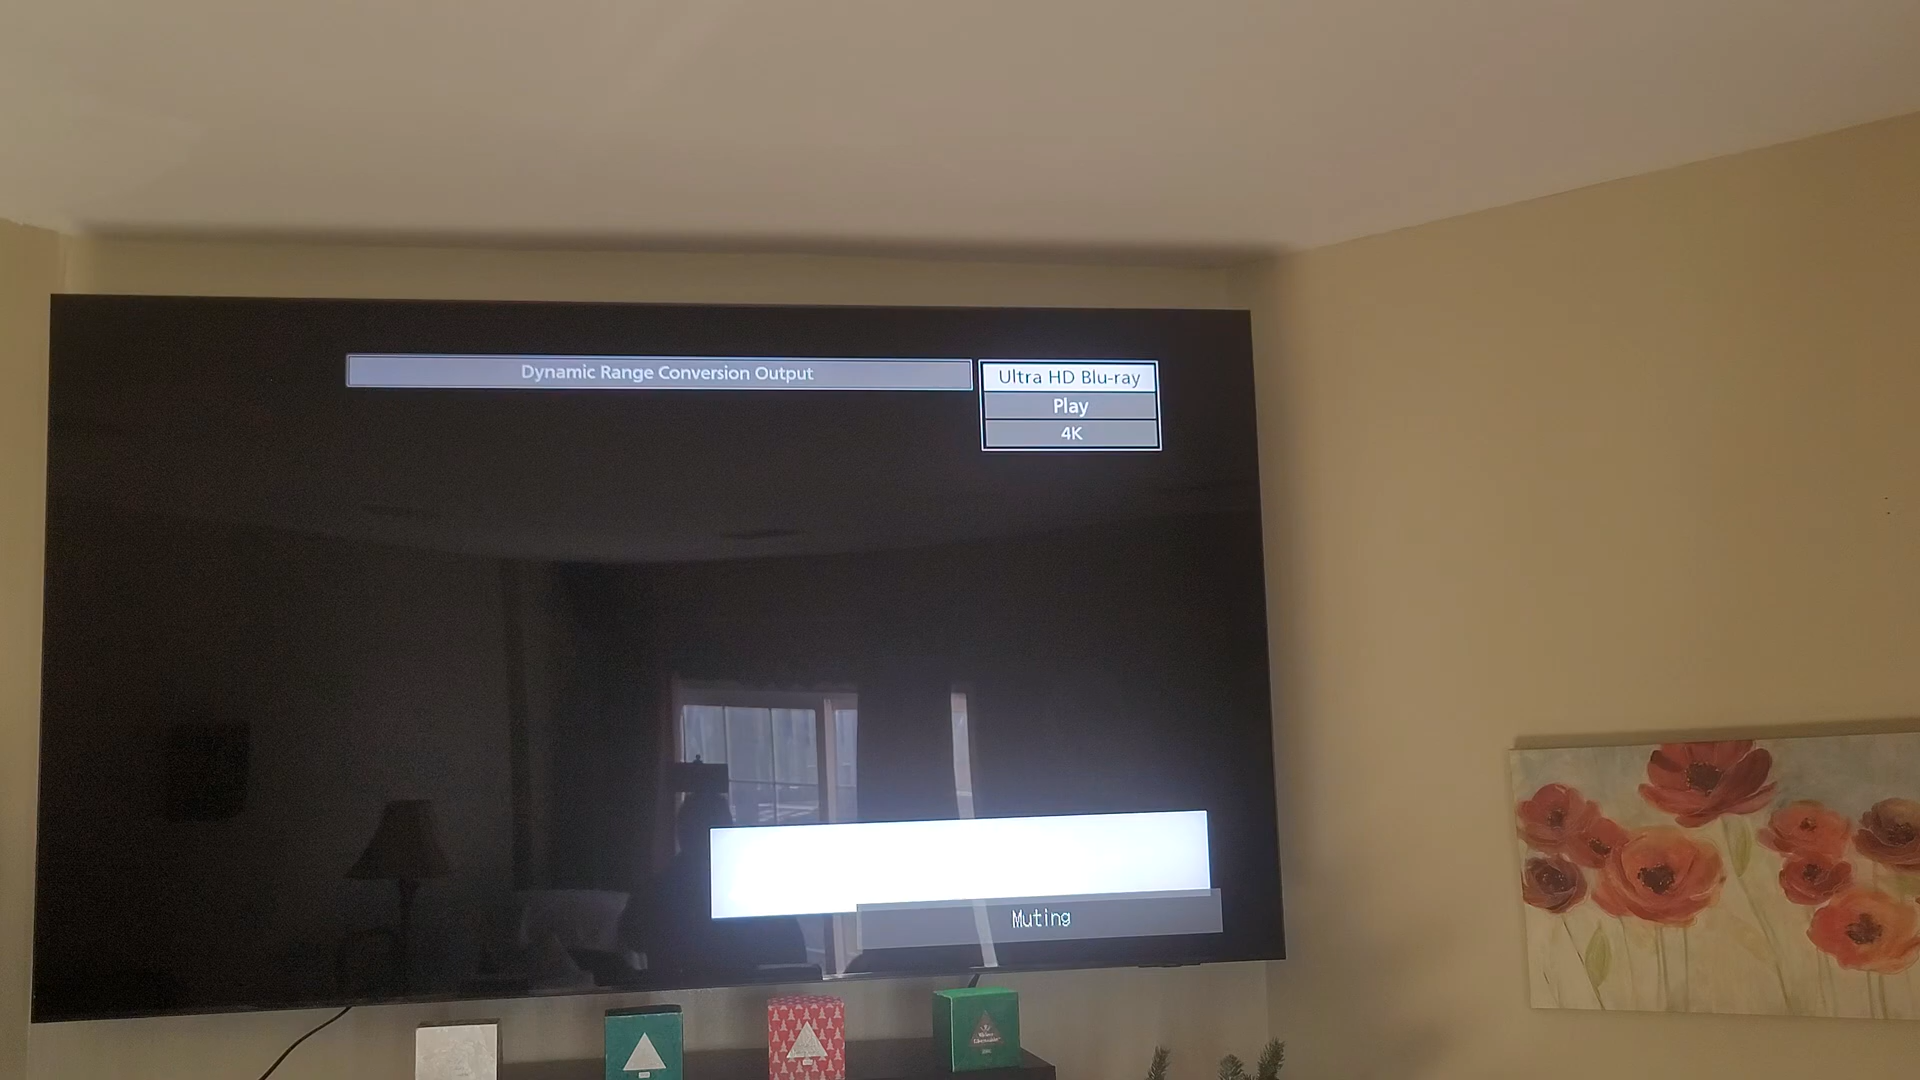 Dynamic Range Conversion Output
Ultra HD Blu-ray
Play
4K
Muting